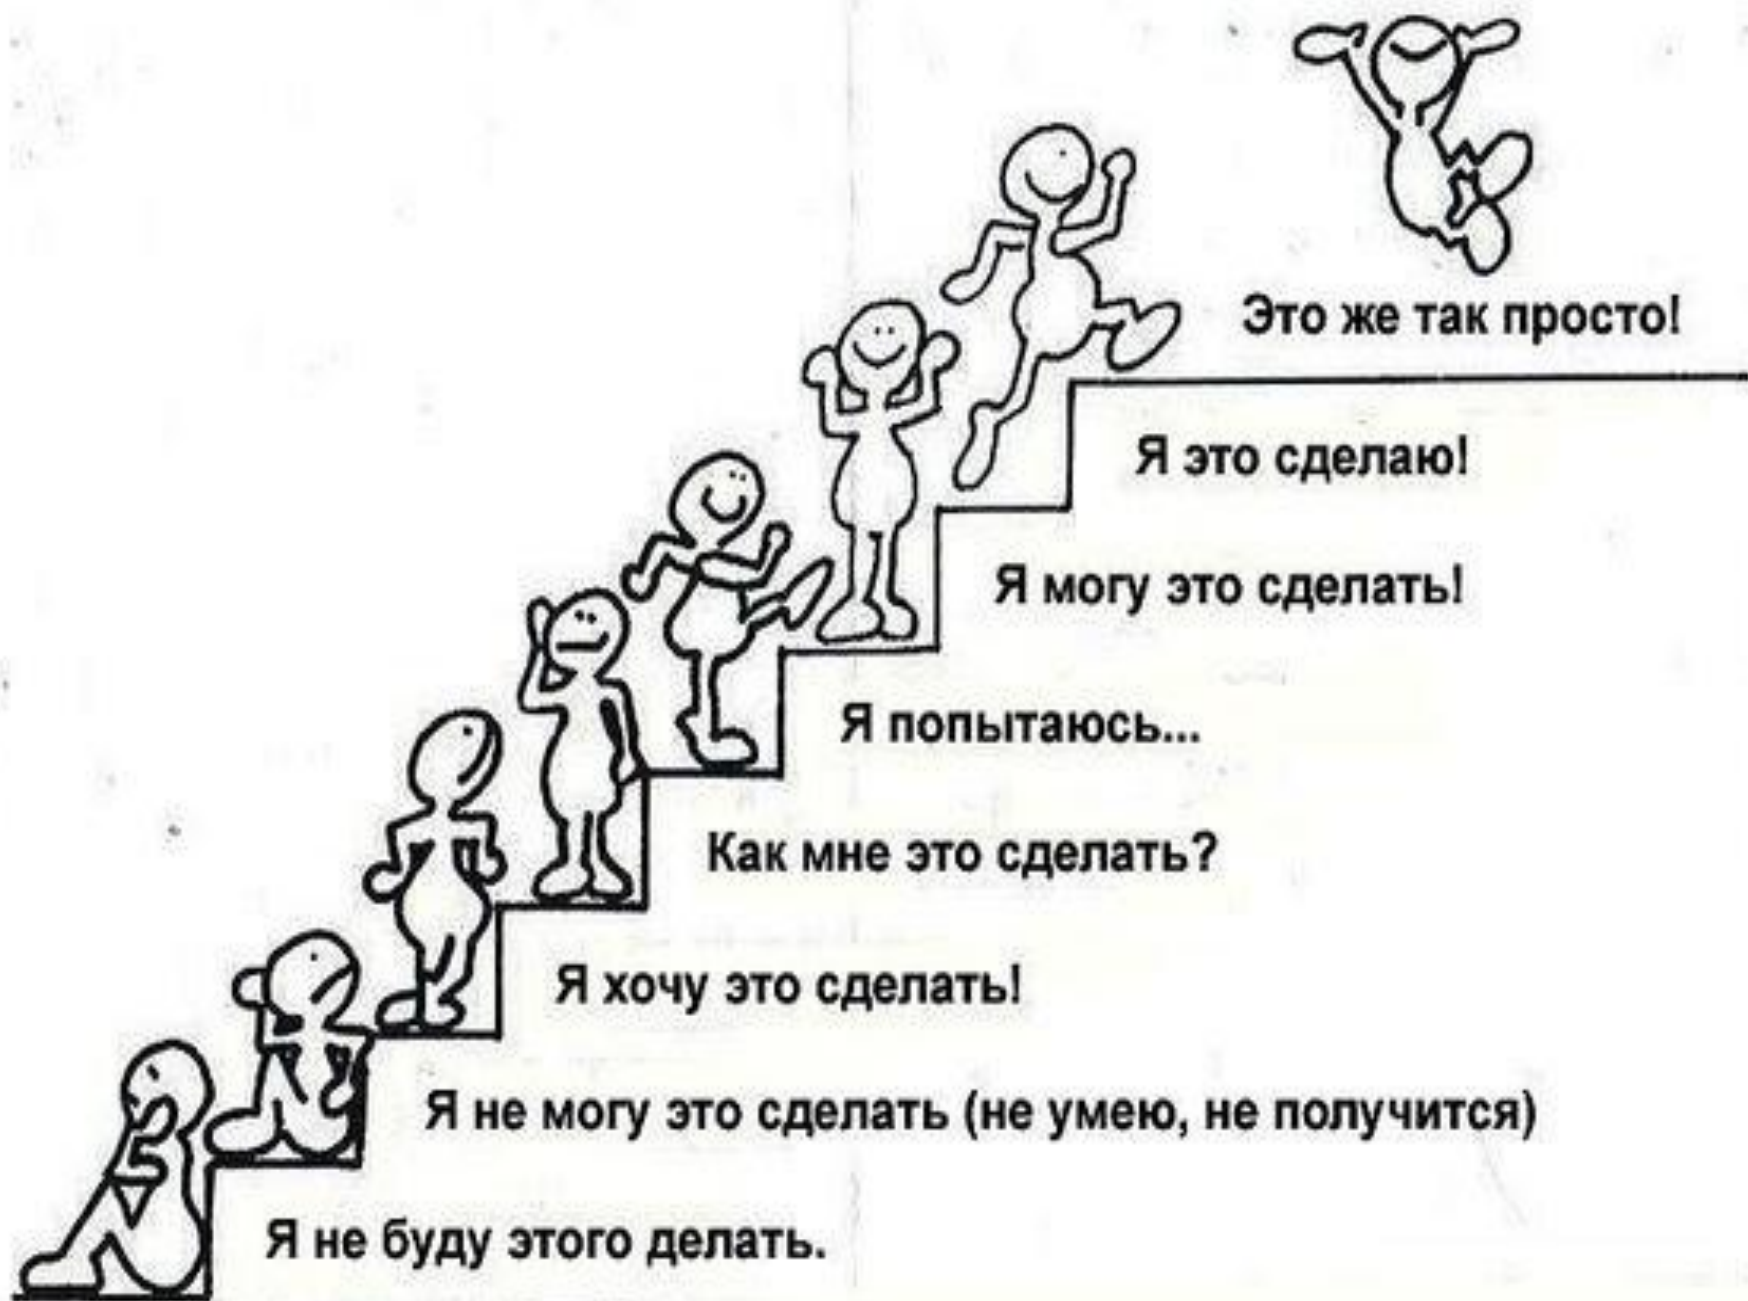 Это же так просто!
Я это сделаю!
Я могу это сделать!
Я попытаюсь...
Как мне это сделать?
Я хочу это сделать!
Я не могу это сделать (не умею, не получится)
Я не буду этого делать.